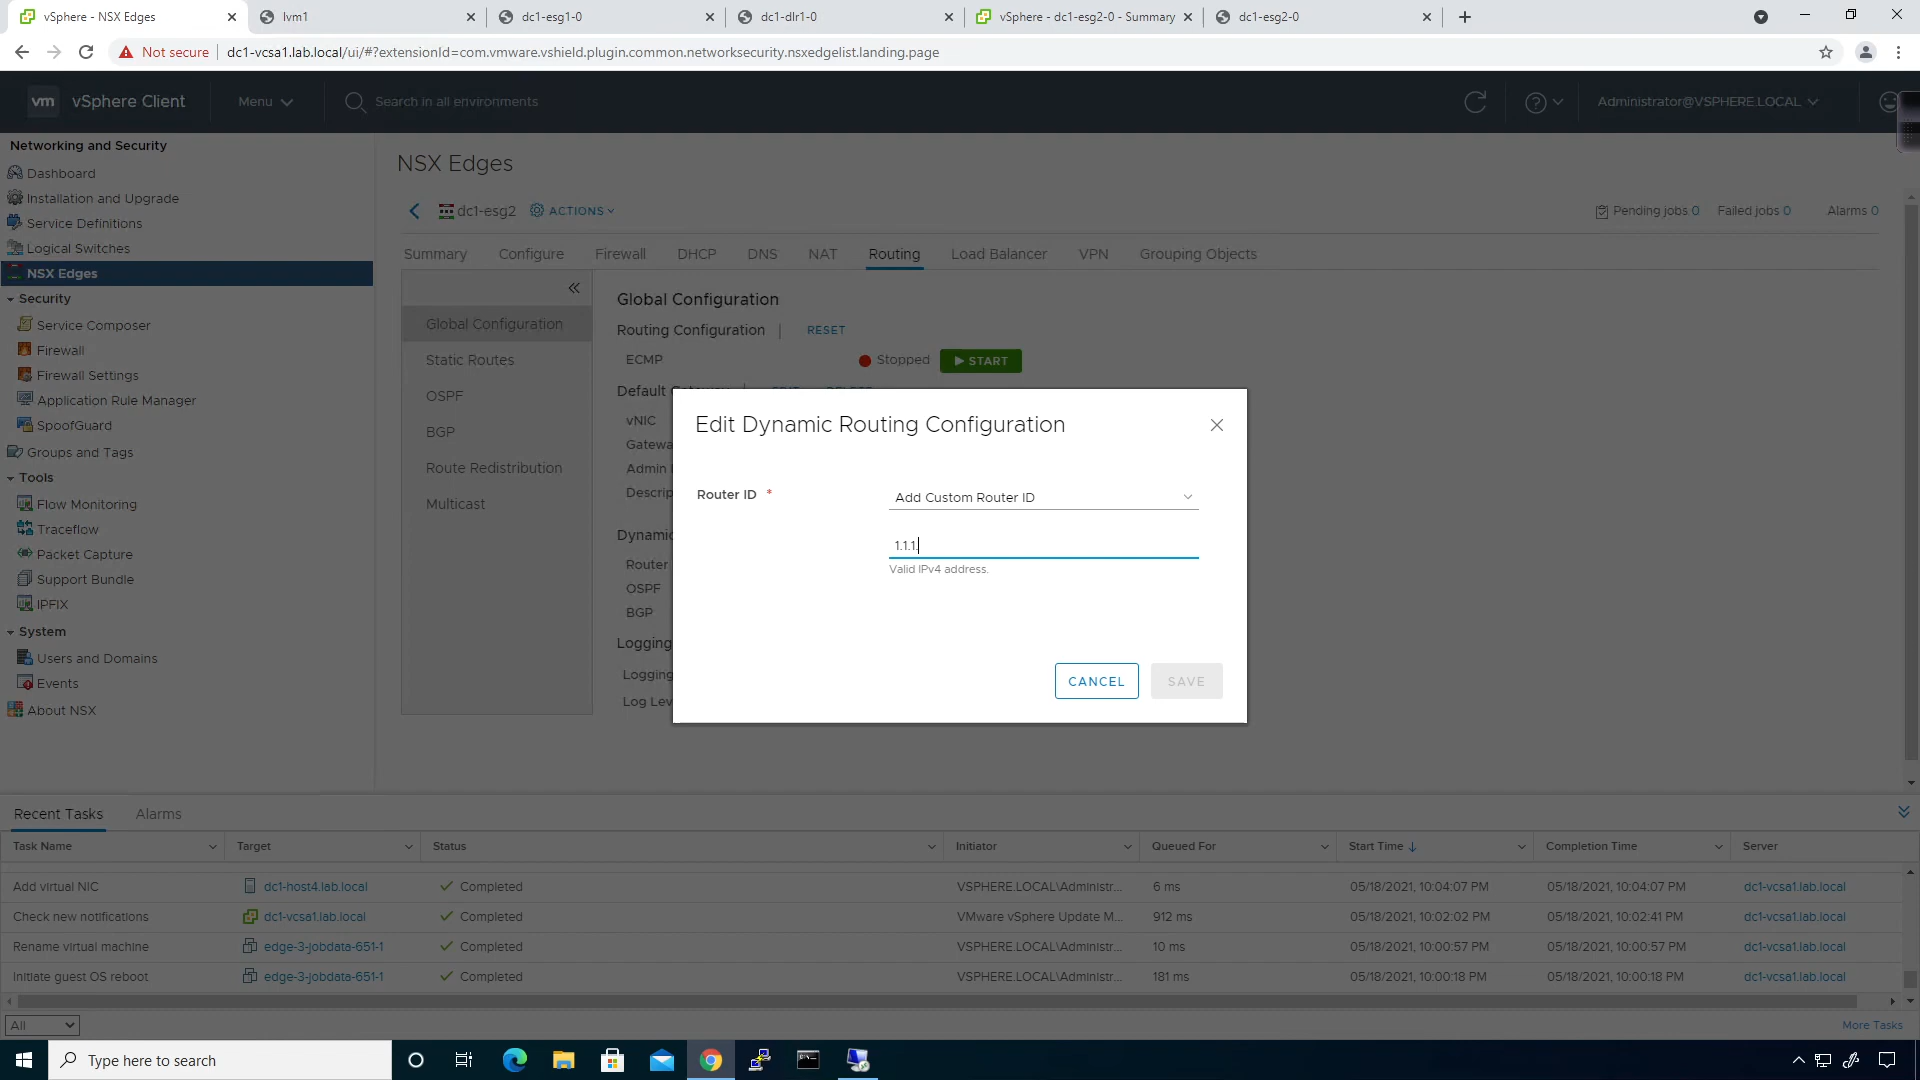 vSphere - NSX Edges
lvm1
dc1-esg1-0
dc1-dlr1-0
vSphere - dc1-esg2-0 - Summary
dc1-esg2-0
Not secure
dc1-vcsa1.lab.local/ui/#?extensionId=com.vmware.vshield.plugin.common.networksecurity.nsxedgelist.landing.page
vm
vSphere Client
Menu
Search in all environments
Administrator@VSPHERE.LOCAL
Networking and Security
Dashboard
Installation and Upgrade
Service Definitions
Logical Switches
NSX Edges
Security
Service Composer
Firewall
Firewall Settings
Application Rule Manager
SpoofGuard
Groups and Tags
Tools
Flow Monitoring
Traceflow
Packet Capture
Support Bundle
IPFIX
System
Users and Domains
Events
About NSX
NSX Edges
dc1-esg2
ACTIONS
Pending jobs 0
Failed jobs 0
Alarms 0
Summary
Configure
Firewall
DHCP
DNS
NAT
Routing
Load Balancer
VPN
Grouping Objects
Global Configuration
Static Routes
OSPF
BGP
Route Redistribution
Multicast
Global Configuration
Routing Configuration | RESET
ECMP
Stopped
START
Default
vNIC
Gatewa
Admin
Descrip
Dynamic
Router
OSPF
BGP
Logging
Logging
Log Lev
Edit Dynamic Routing Configuration
Router ID *
Add Custom Router ID
1.1.1.
Valid IPv4 address.
CANCEL
SAVE
Recent Tasks
Alarms
Task Name Target Status Initiator Queued For Start Time Completion Time Server
Add virtual NIC dc1-host4.lab.local Completed VSPHERE.LOCAL\Administr... 6 ms 05/18/2021, 10:04:07 PM 05/18/2021, 10:04:07 PM dc1-vcsa1.lab.local
Check new notifications dc1-vcsa1.lab.local Completed VMware vSphere Update M... 912 ms 05/18/2021, 10:02:02 PM 05/18/2021, 10:02:41 PM dc1-vcsa1.lab.local
Rename virtual machine edge-3-jobdata-651-1 Completed VSPHERE.LOCAL\Administr... 10 ms 05/18/2021, 10:00:57 PM 05/18/2021, 10:00:57 PM dc1-vcsa1.lab.local
Initiate guest OS reboot edge-3-jobdata-651-1 Completed VSPHERE.LOCAL\Administr... 181 ms 05/18/2021, 10:00:18 PM 05/18/2021, 10:00:18 PM dc1-vcsa1.lab.local
All
More Tasks
Type here to search